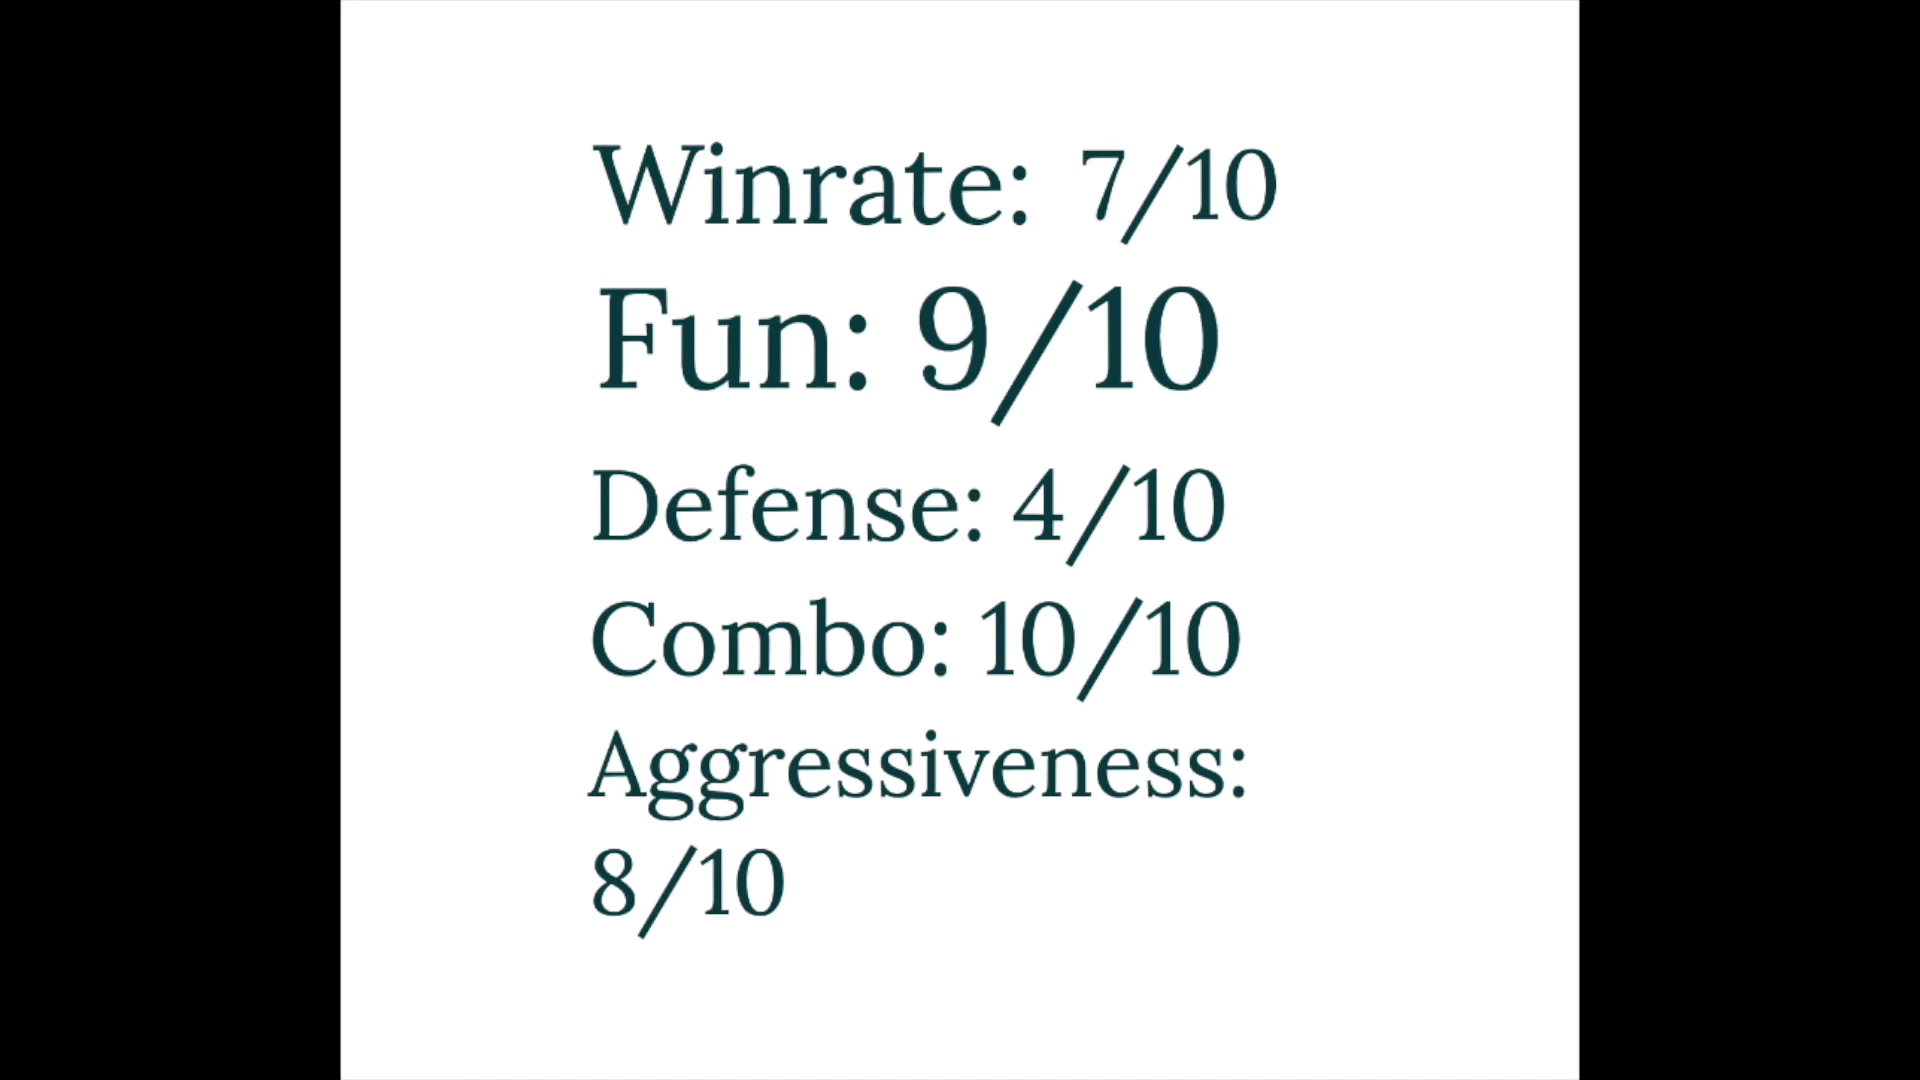 Winrate: 7/10
Fun: 9/10
Defense: 4/10
Combo: 10/10
Aggressiveness:
8/10